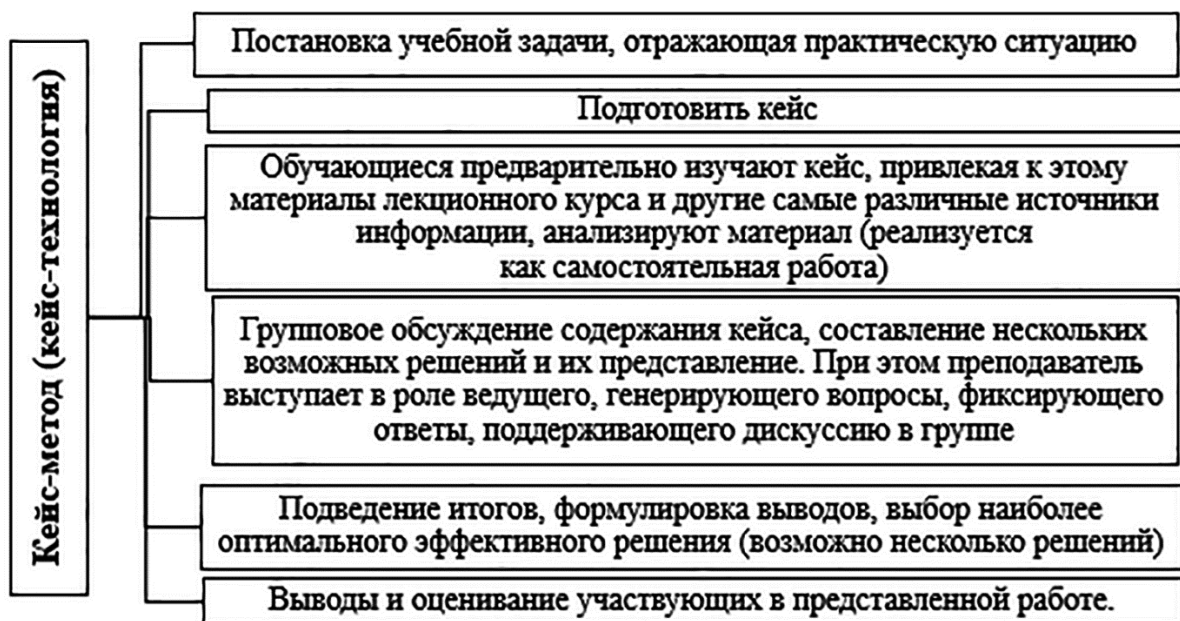 Кейс-метод (кейс-технология)
Постановка учебной задачи, отражающая практическую ситуацию
Подготовить кейс
Обучающиеся предварительно изучают кейс, привлекая к этому
материалы лекционного курса и другие самые различные источники
информации, анализируют материал (реализуется
как самостоятельная работа)
Групповое обсуждение содержания кейса, составление нескольких
возможных решений и их представление. При этом преподаватель
выступает в роли ведущего, генерирующего вопросы, фиксирующего
ответы, поддерживающего дискуссию в группе
Подведение итогов, формулировка выводов, выбор наиболее
оптимального эффективного решения (возможно несколько решений)
Выводы и оценивание участвующих в представленной работе.